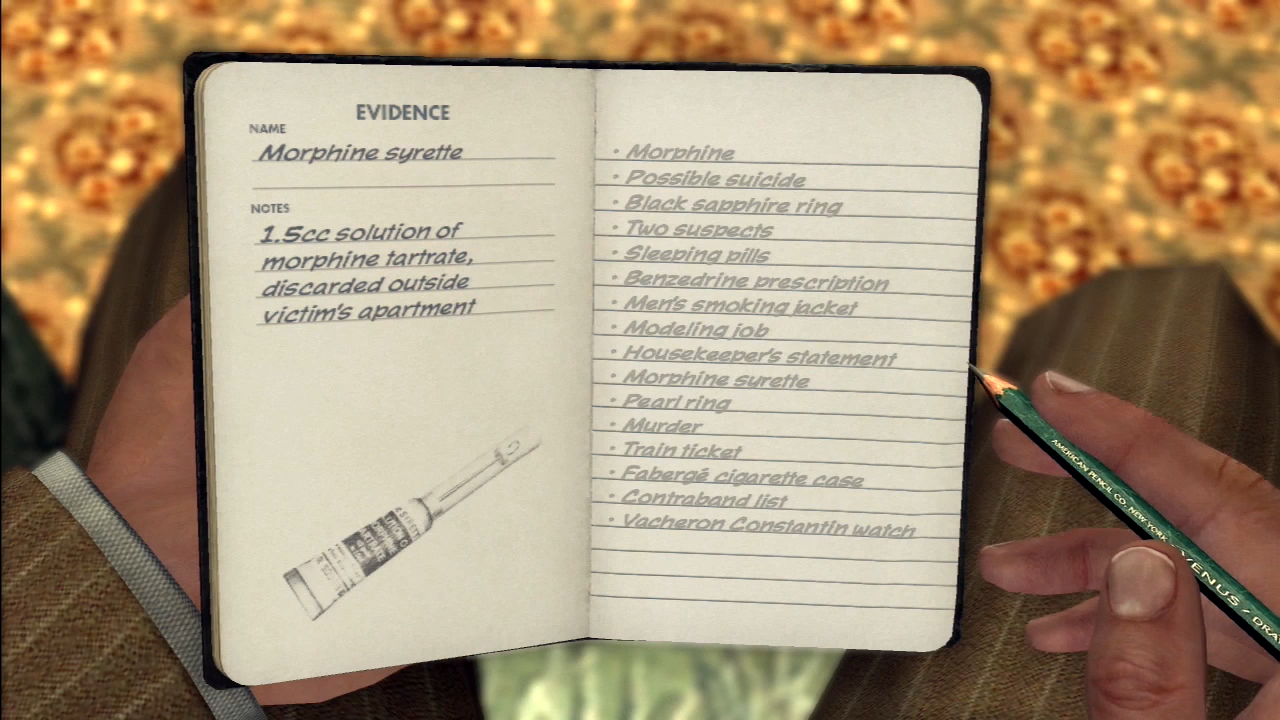 EVIDENCE
NAME
Morphine syrette
NOTES
1.5cc solution of
morphine tartrate,
discarded outside
victim's apartment
• Morphine
• Possible suicide
• Black sapphire ring
• Two suspects
• Sleeping pills
• Benzedrine prescription
• Men's smoking jacket
• Modeling job
• Housekeeper's statement
• Morphine syrette
• Pearl ring
• Murder
• Train ticket
• Fabergé cigarette case
• Contraband list
• Vacheron Constantin watch
AMERICAN PENCIL CO. NEW YORK
VENUS / DRA